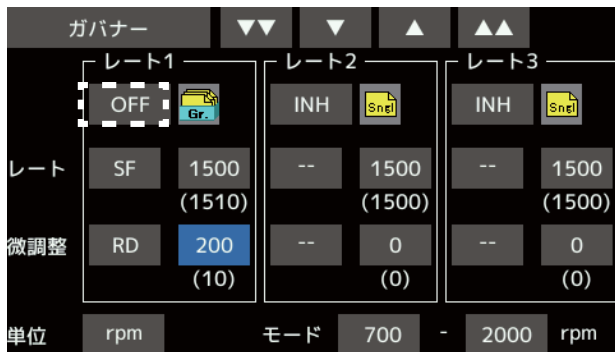 ガバナー ▼▼ ▼ ▲ ▲▲
レート1 レート2 レート3
OFF Gr. INH Sngl INH Sngl
レート SF 1500 -- 1500 -- 1500
(1510) (1500) (1500)
微調整 RD 200 -- 0 -- 0
(10) (0) (0)
単位 rpm モード 700 - 2000 rpm